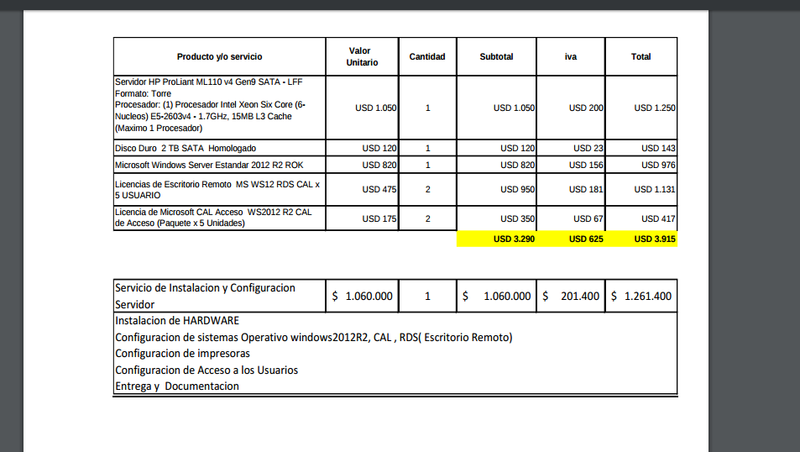 Producto y/o servicio Valor Unitario Cantidad Subtotal iva Total
Servidor HP ProLiant ML110 v4 Gen9 SATA - LFF
Formato: Torre
Procesador: (1) Procesador Intel Xeon Six Core (6-
Nucleos) E5-2603v4 - 1.7GHz, 15MB L3 Cache
(Maximo 1 Procesador)
USD 1.050 1 USD 1.050 USD 200 USD 1.250
Disco Duro 2 TB SATA Homologado USD 120 1 USD 120 USD 23 USD 143
Microsoft Windows Server Estandar 2012 R2 ROK USD 820 1 USD 820 USD 156 USD 976
Licencias de Escritorio Remoto MS WS12 RDS CAL x
5 USUARIO
USD 475 2 USD 950 USD 181 USD 1.131
Licencia de Microsoft CAL Acceso WS2012 R2 CAL
de Acceso (Paquete x 5 Unidades)
USD 175 2 USD 350 USD 67 USD 417
USD 3.290 USD 625 USD 3.915
Servicio de Instalacion y Configuracion
Servidor
$ 1.060.000 1 $ 1.060.000 $ 201.400 $ 1.261.400
Instalacion de HARDWARE
Configuracion de sistemas Operativo windows2012R2, CAL , RDS( Escritorio Remoto)
Configuracion de impresoras
Configuracion de Acceso a los Usuarios
Entrega y Documentacion